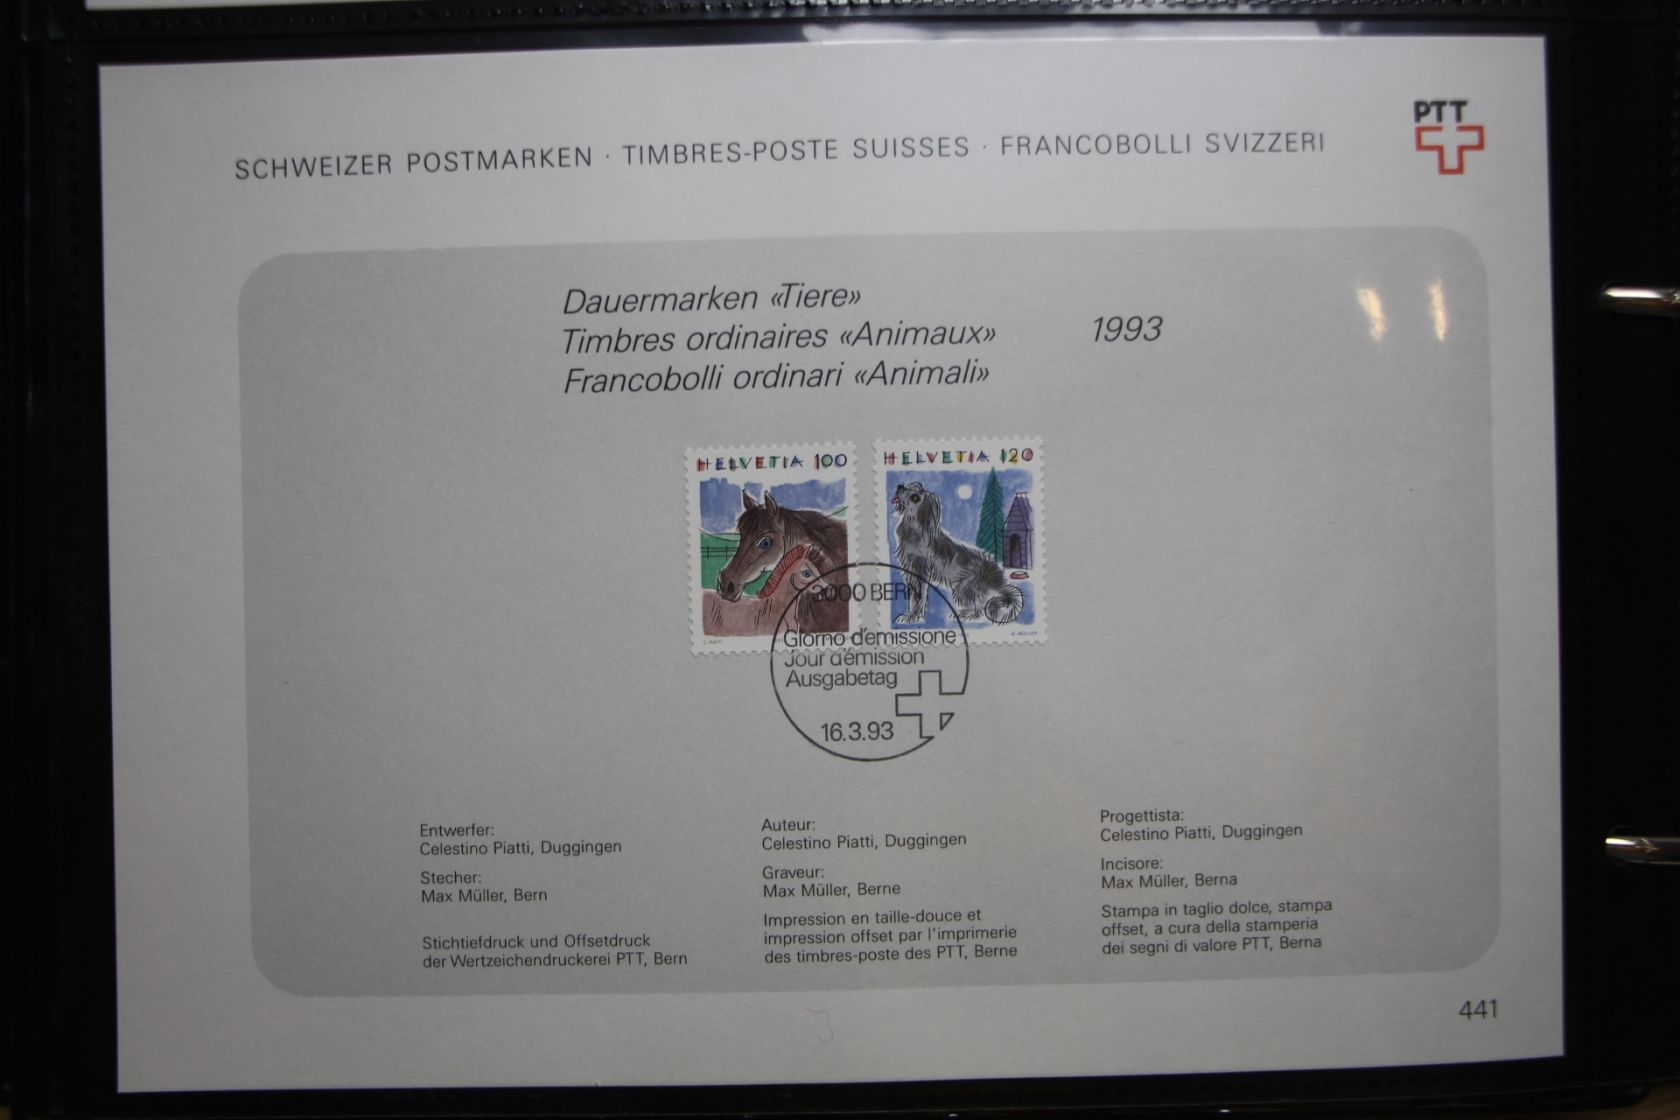 PTT
SCHWEIZER POSTMARKEN · TIMBRES-POSTE SUISSES · FRANCOBOLLI SVIZZERI
Dauermarken «Tiere»
Timbres ordinaires «Animaux» 1993
Francobolli ordinari «Animali»
HELVETIA 100
HELVETIA 120
C. PIATTI
M. MÜLLER
3000 BERN
Giorno d'emissione
Jour d'émission
Ausgabetag
16.3.93
Entwerfer:
Celestino Piatti, Duggingen
Stecher:
Max Müller, Bern
Stichtiefdruck und Offsetdruck
der Wertzeichendruckerei PTT, Bern
Auteur:
Celestino Piatti, Duggingen
Graveur:
Max Müller, Berne
Impression en taille-douce et
impression offset par l'imprimerie
des timbres-poste des PTT, Berne
Progettista:
Celestino Piatti, Duggingen
Incisore:
Max Müller, Berna
Stampa in taglio dolce, stampa
offset, a cura della stamperia
dei segni di valore PTT, Berna
441